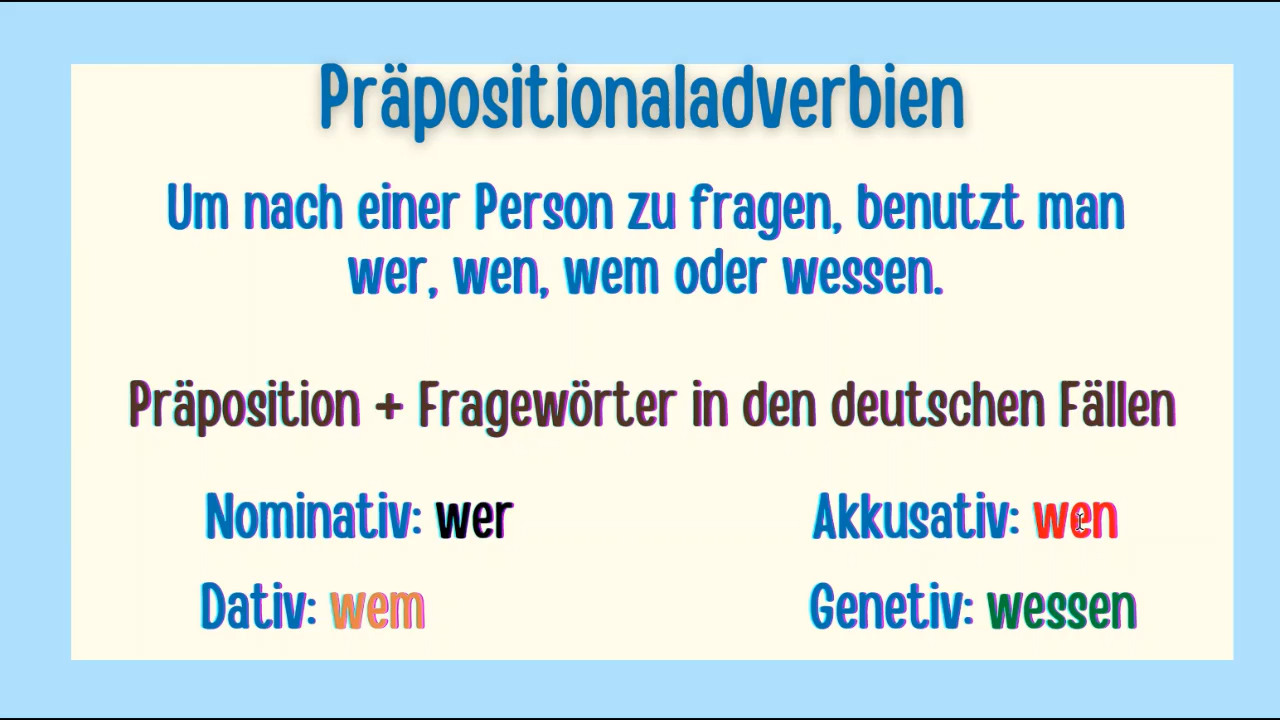 Präpositionaladverbien
Um nach einer Person zu fragen, benutzt man
wer, wen, wem oder wessen.
Präposition + Fragewörter in den deutschen Fällen
Nominativ: wer
Akkusativ: wen
Dativ: wem
Genetiv: wessen